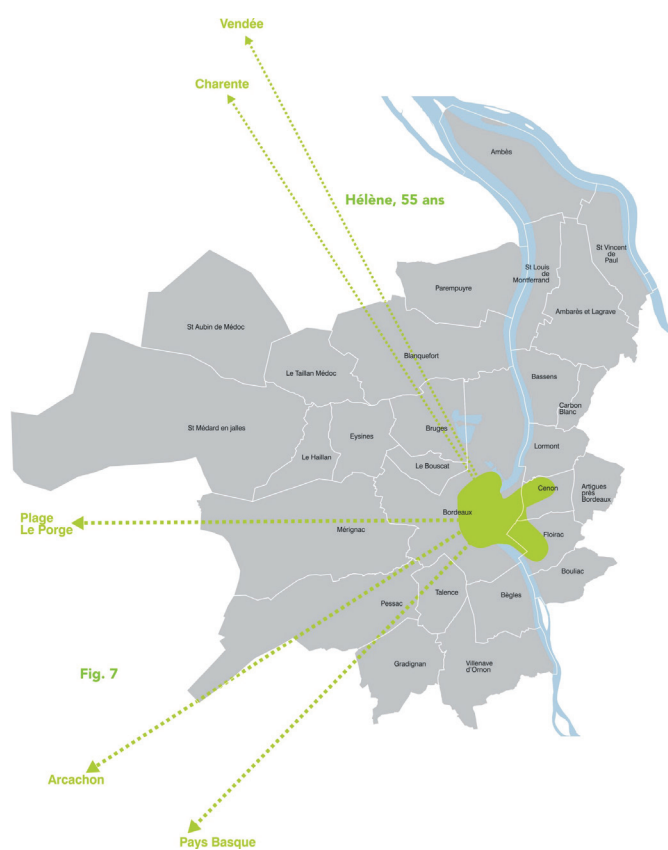 Vendée
Charente
Ambès
Hélène, 55 ans
St Vincent
de
Paul
St Louis
de
Montferrand
Parempuyre
Ambarès et Lagrave
St Aubin de Médoc
Blanquefort
Le Taillan Médoc
Bassens
Carbon
Blanc
St Médard en jalles
Eysines
Bruges
Lormont
Le Haillan
Le Bouscat
Cenon
Artigues
près
Bordeaux
Plage
Le Porge
Bordeaux
Mérignac
Floirac
Bouliac
Talence
Bègles
Pessac
Gradignan
Villenave
d'Ornon
Fig. 7
Arcachon
Pays Basque